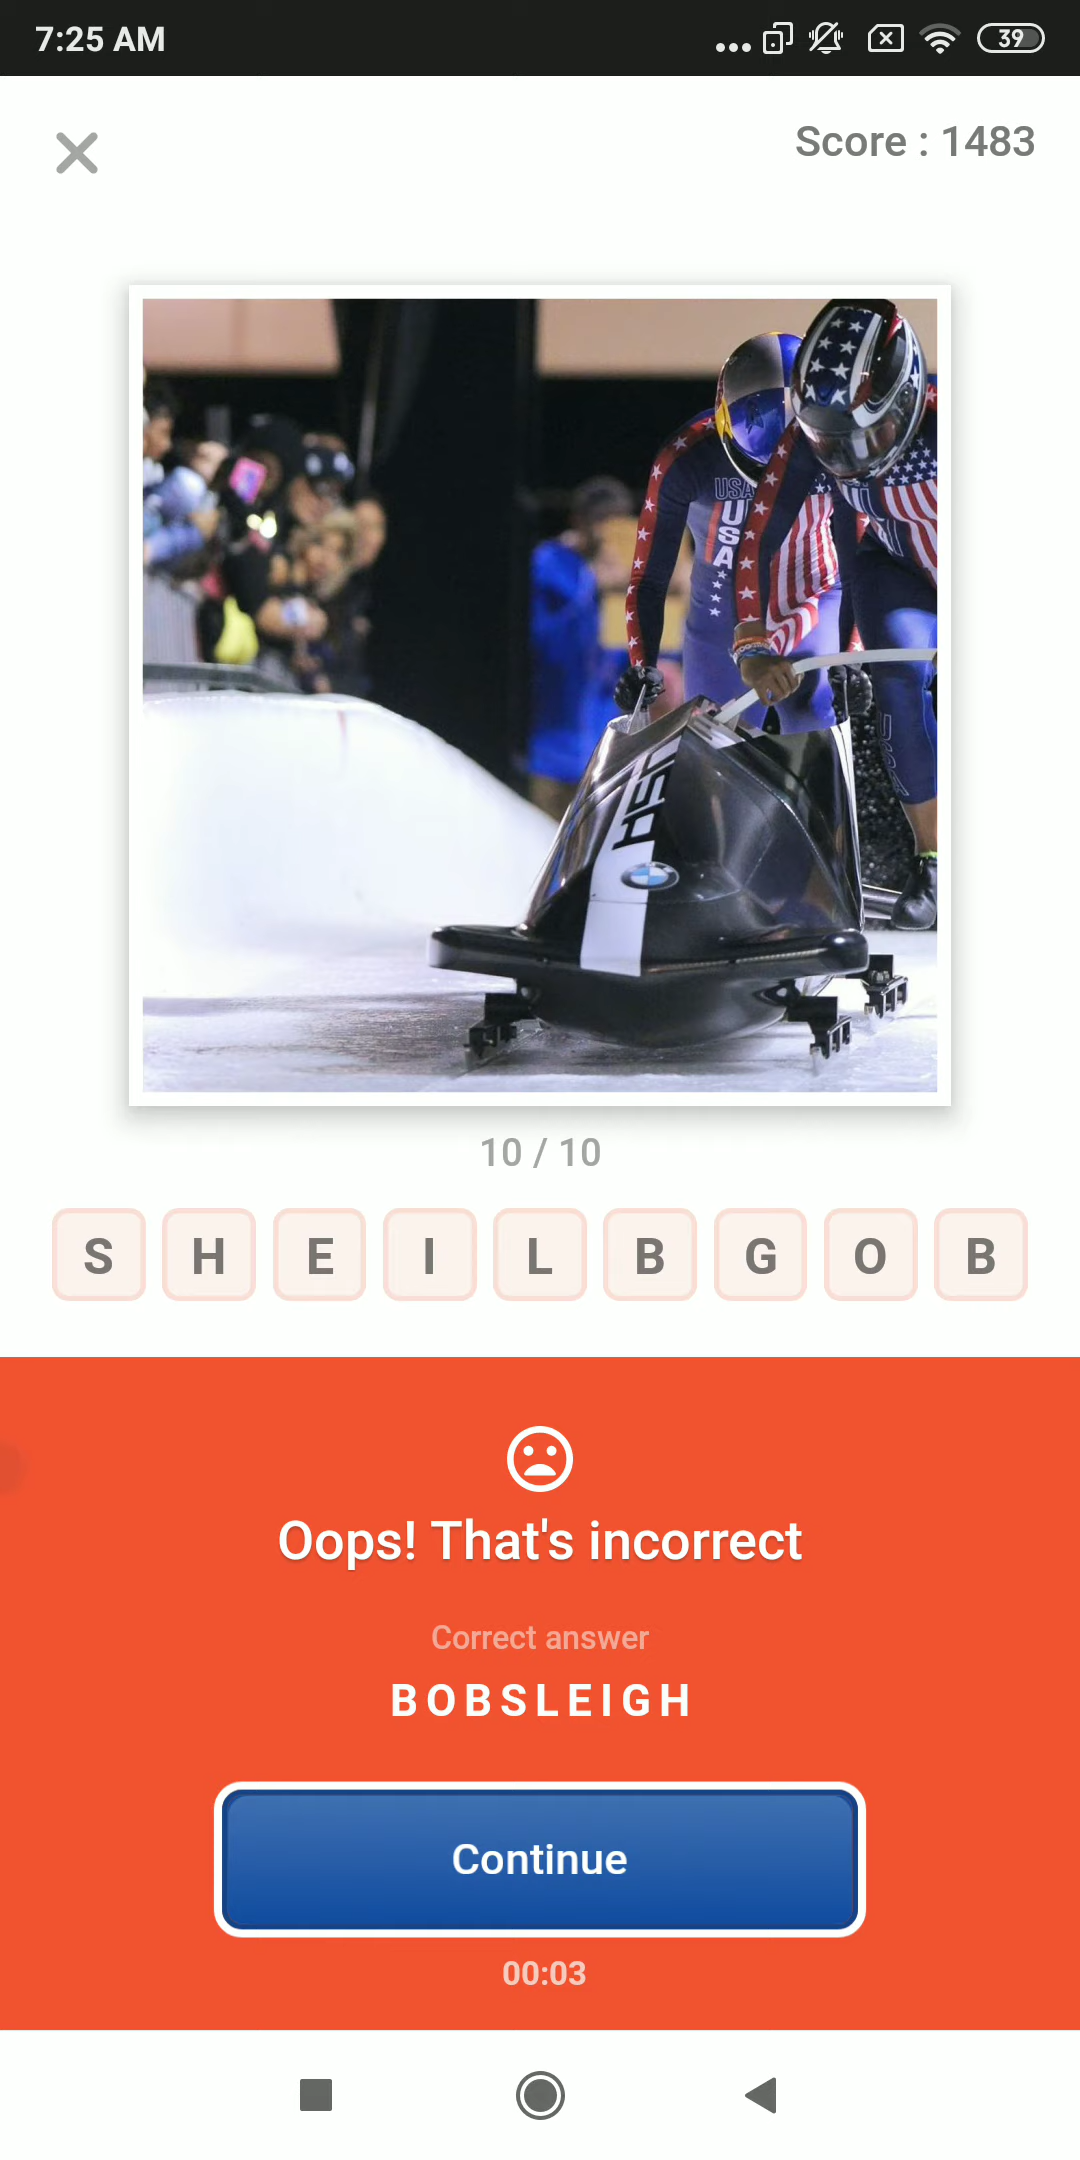 7:25 AM
39
Score : 1483
USA
USA
USA
USA
10 / 10
S H E I L B G O B
Oops! That's incorrect
Correct answer
BOBSLEIGH
Continue
00:03